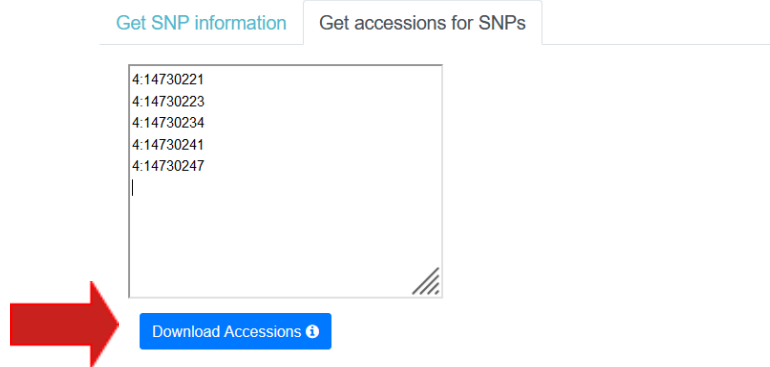 Get SNP information
Get accessions for SNPs
4:14730221
4:14730223
4:14730234
4:14730241
4:14730247
Download Accessions